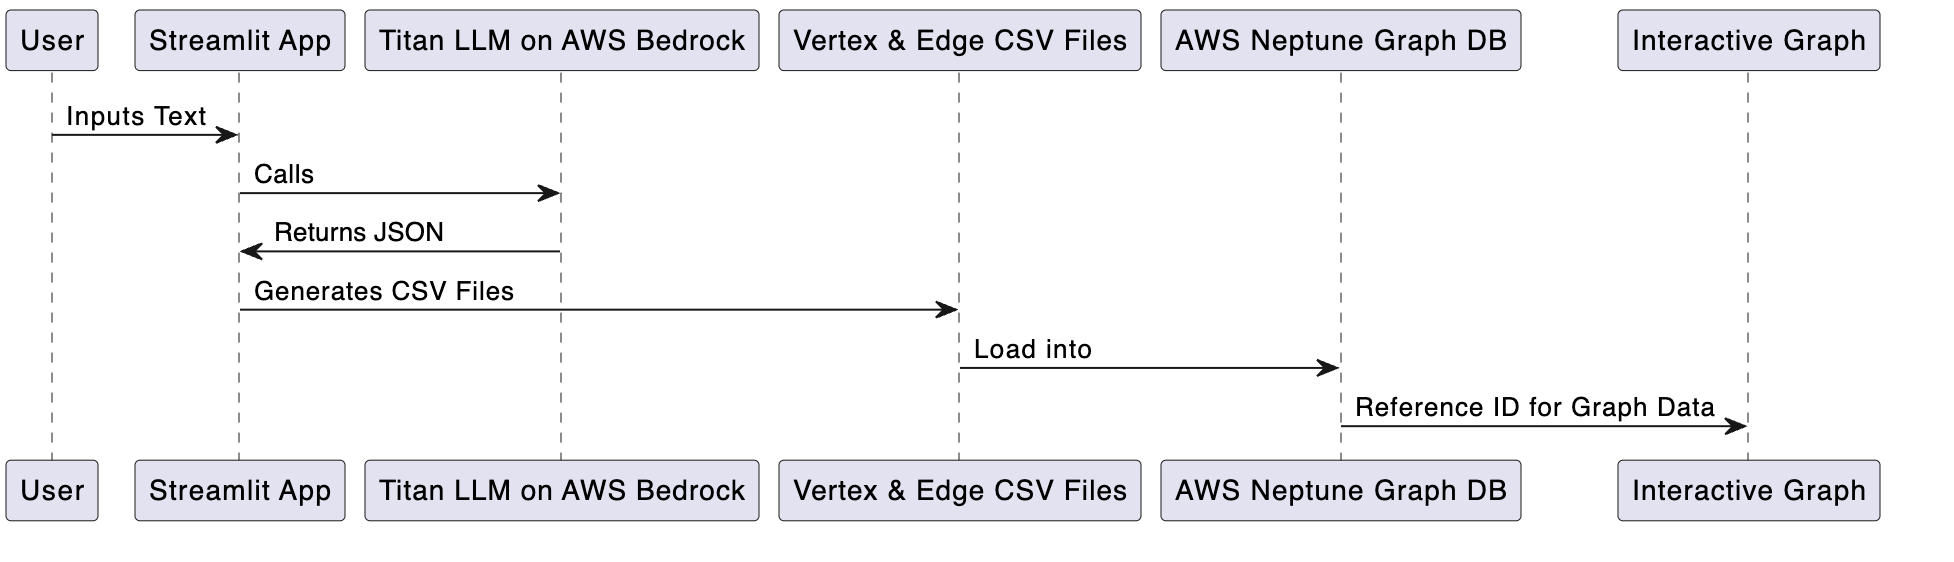 User
Streamlit App
Titan LLM on AWS Bedrock
Vertex & Edge CSV Files
AWS Neptune Graph DB
Interactive Graph
Inputs Text
Calls
Returns JSON
Generates CSV Files
Load into
Reference ID for Graph Data
User
Streamlit App
Titan LLM on AWS Bedrock
Vertex & Edge CSV Files
AWS Neptune Graph DB
Interactive Graph